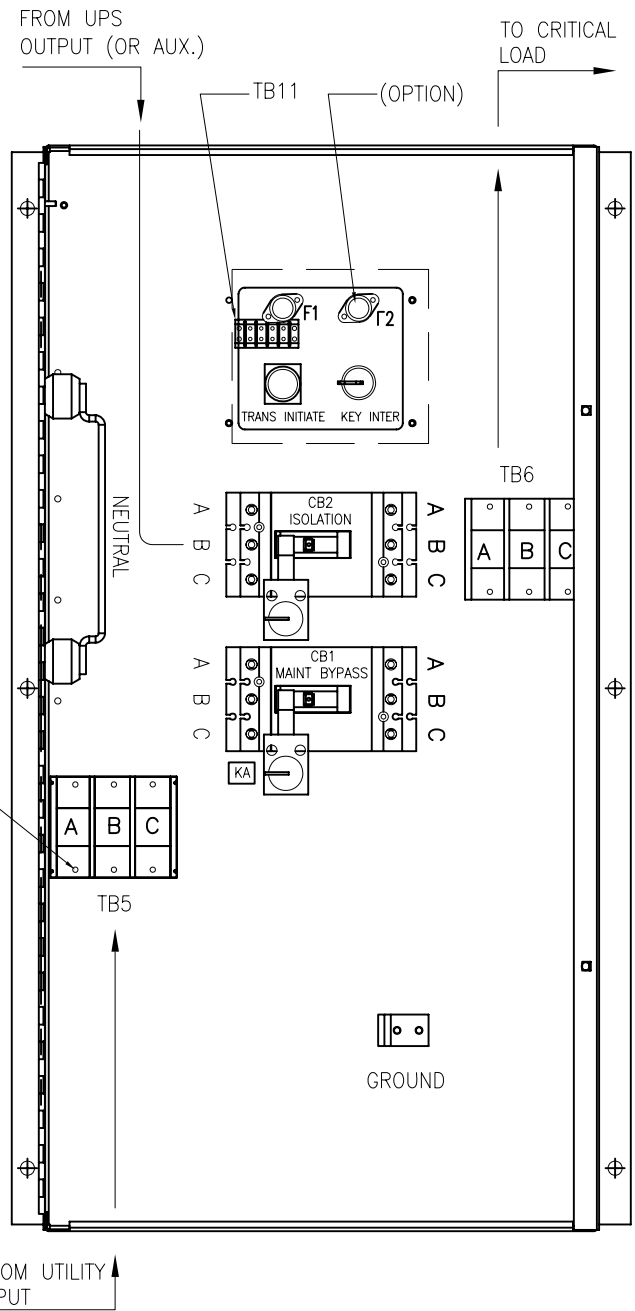 FROM UPS
OUTPUT (OR AUX.)
TO CRITICAL
LOAD
TB11
(OPTION)
F1
F2
TRANS INITIATE
KEY INTER
TB6
A
B
C
NEUTRAL
A
B
C
CB2
ISOLATION
A
B
C
A
B
C
CB1
MAINT BYPASS
A
B
C
KA
A
B
C
TB5
GROUND
OM UTILITY
PUT